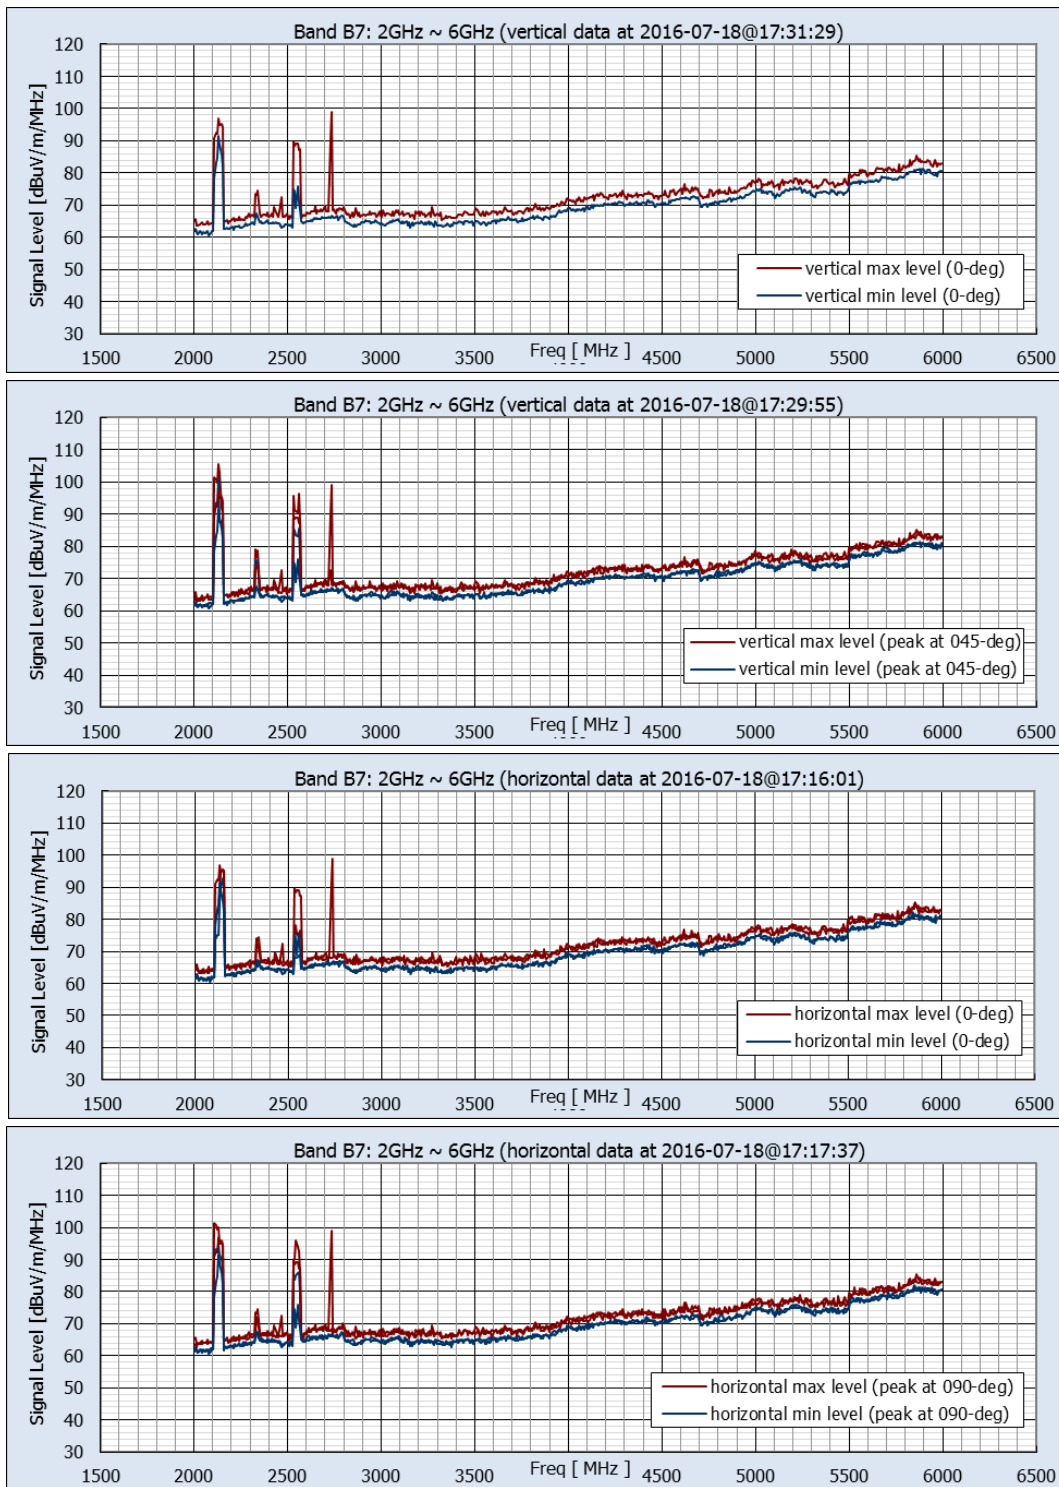 Band B7: 2GHz ~ 6GHz (vertical data at 2016-07-18@17:31:29)
120
110
100
90
80
70
60
50
40
30
Signal Level [dBuV/m/MHz]
vertical max level (0-deg)
vertical min level (0-deg)
Freq [ MHz ]
1500 2000 2500 3000 3500 4500 5000 5500 6000 6500
Band B7: 2GHz ~ 6GHz (vertical data at 2016-07-18@17:29:55)
120
110
100
90
80
70
60
50
40
30
Signal Level [dBuV/m/MHz]
vertical max level (peak at 045-deg)
vertical min level (peak at 045-deg)
Freq [ MHz ]
1500 2000 2500 3000 3500 4500 5000 5500 6000 6500
Band B7: 2GHz ~ 6GHz (horizontal data at 2016-07-18@17:16:01)
120
110
100
90
80
70
60
50
40
30
Signal Level [dBuV/m/MHz]
horizontal max level (0-deg)
horizontal min level (0-deg)
Freq [ MHz ]
1500 2000 2500 3000 3500 4500 5000 5500 6000 6500
Band B7: 2GHz ~ 6GHz (horizontal data at 2016-07-18@17:17:37)
120
110
100
90
80
70
60
50
40
30
Signal Level [dBuV/m/MHz]
horizontal max level (peak at 090-deg)
horizontal min level (peak at 090-deg)
Freq [ MHz ]
1500 2000 2500 3000 3500 4500 5000 5500 6000 6500